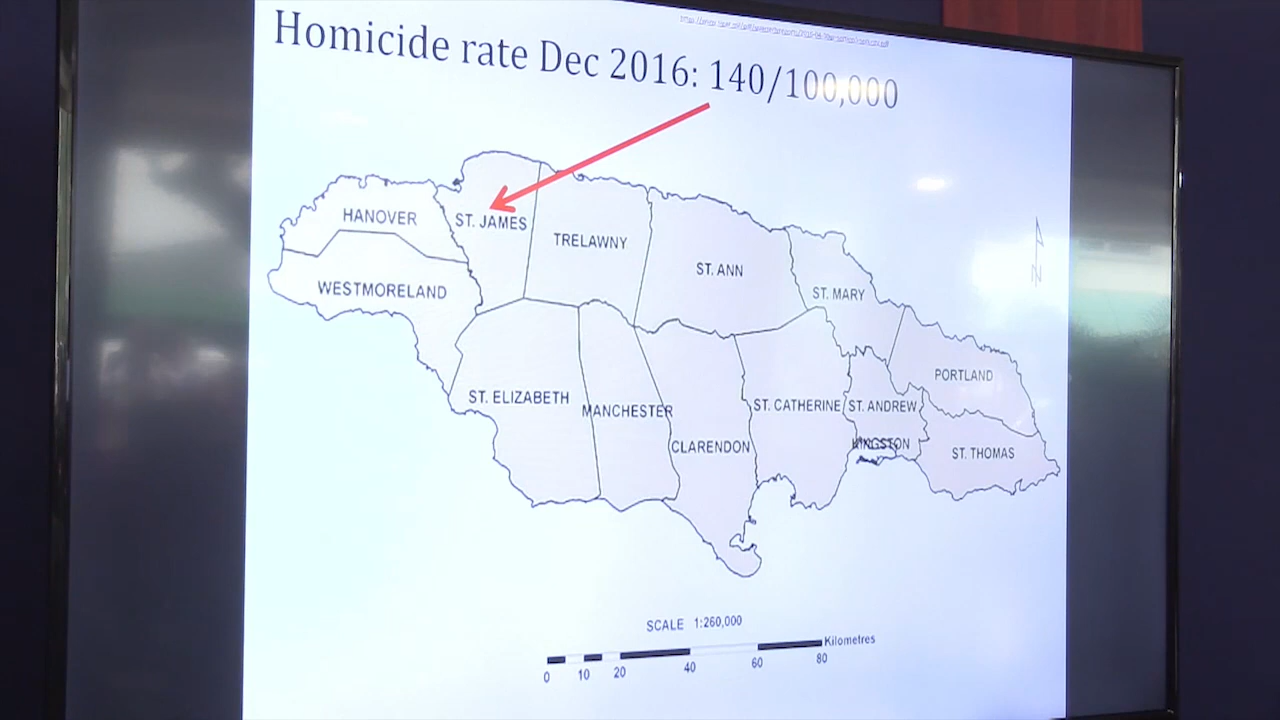 Homicide rate Dec 2016: 140/100,000
HANOVER
ST. JAMES
TRELAWNY
WESTMORELAND
ST. ANN
ST. MARY
N
ST. ELIZABETH
MANCHESTER
CLARENDON
ST. CATHERINE
ST. ANDREW
KINGSTON
PORTLAND
ST. THOMAS
SCALE 1:260,000
Kilometres
0 10 20 40 60 80